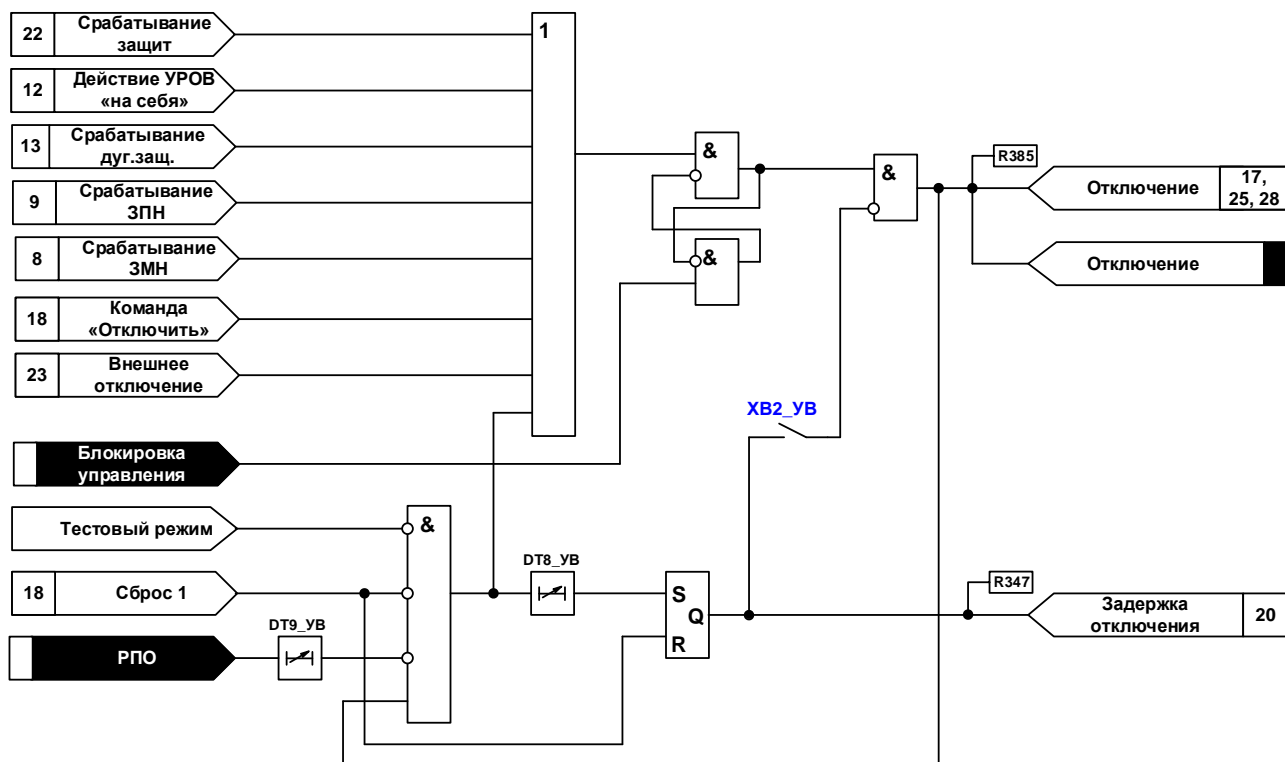 22
Срабатывание
защит
12
Действие УРОВ
«на себя»
13
Срабатывание
дуг.защ.
9
Срабатывание
ЗПН
8
Срабатывание
ЗМН
18
Команда
«Отключить»
23
Внешнее
отключение
Блокировка
управления
Тестовый режим
18
Сброс 1
РПО
DT9_УВ
1
&
&
&
&
DT8_УВ
S
Q
R
ХВ2_УВ
R385
Отключение
17,
25, 28
Отключение
R347
Задержка
отключения
20